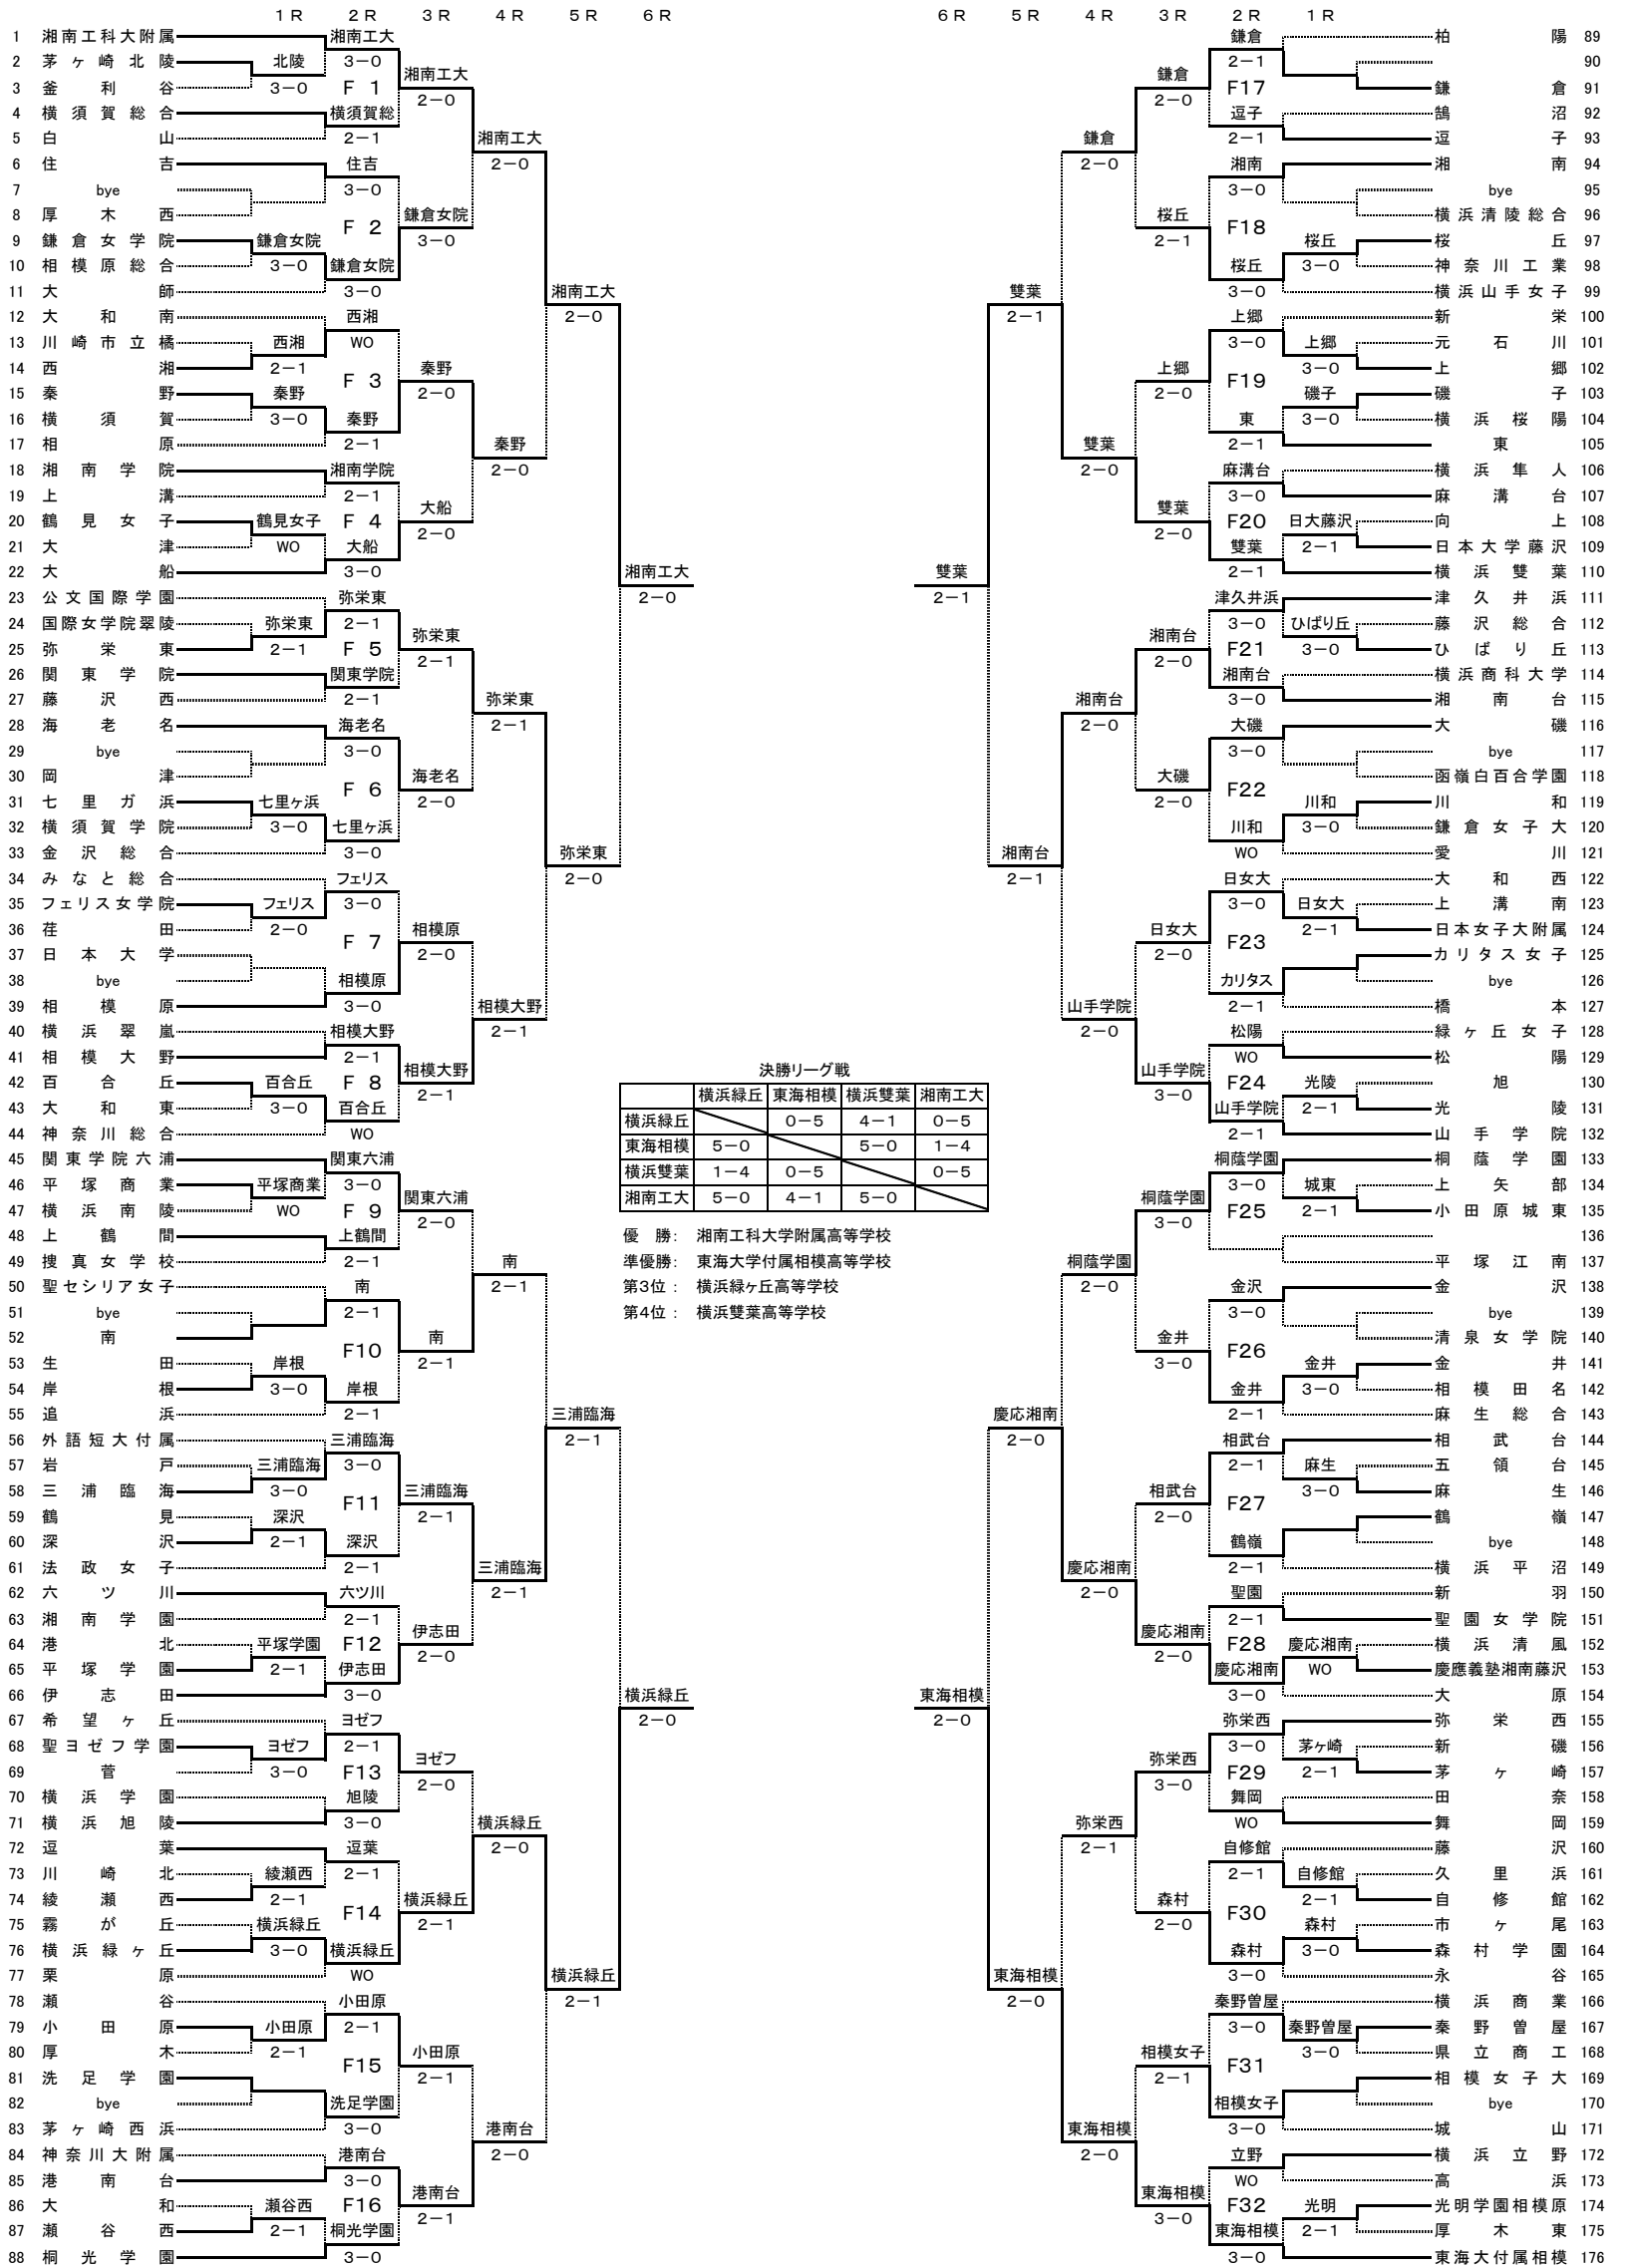 1R 2R 3R 4R 5R 6R
6R 5R 4R 3R 2R 1R
1 湘南工科大附属 湘南工大
2 茅ヶ崎北陵 北陵 3-0
3 釜利谷 3-0 F 1 湘南工大 2-0
4 横須賀総合 横須賀総
5 白山 2-1 湘南工大 2-0
6 住吉 住吉
7 bye 3-0
8 厚木西 F 2 鎌倉女院 3-0
9 鎌倉女学院 鎌倉女院
10 相模原総合 3-0 鎌倉女院
11 大師 3-0 湘南工大 2-0
12 大和南 西湘
13 川崎市立橘 西湘 WO
14 西湘 2-1 F 3 秦野 2-0
15 秦野 秦野
16 横須賀 3-0 秦野
17 相原 2-1 秦野 2-0
18 湘南学院 湘南学院
19 上溝 2-1
20 鶴見女子 鶴見女子 F 4 大船 2-0
21 大津 WO 大船
22 大船 3-0 湘南工大 2-0
23 公文国際学園 弥栄東
24 国際女学院翠陵 弥栄東 2-1
25 弥栄東 2-1 F 5 弥栄東 2-1
26 関東学院 関東学院
27 藤沢西 2-1 弥栄東 2-1
28 海老名 海老名
29 bye 3-0
30 岡津 F 6 海老名 2-0
31 七里ガ浜 七里ヶ浜
32 横須賀学院 3-0 七里ヶ浜
33 金沢総合 3-0 弥栄東 2-0
34 みなと総合 フェリス
35 フェリス女学院 フェリス 3-0
36 荏田 2-0 F 7 相模原 2-0
37 日本大学
38 bye 相模原
39 相模原 3-0 相模大野 2-1
40 横浜翠嵐 相模大野
41 相模大野 2-1
42 百合丘 百合丘 F 8 相模大野 2-1
43 大和東 3-0 百合丘
44 神奈川総合 WO
45 関東学院六浦 関東六浦
46 平塚商業 平塚商業 3-0
47 横浜南陵 WO F 9 関東六浦 2-0
48 上鶴間 上鶴間
49 捜真女学校 2-1
50 聖セシリア女子 南 南 2-1
51 bye 2-1
52 南 F10 南 2-1
53 生田 岸根
54 岸根 3-0 岸根
55 追浜 2-1 三浦臨海 2-1
56 外語短大付属 三浦臨海
57 岩戸 三浦臨海 3-0
58 三浦臨海 3-0 F11 三浦臨海 2-1
59 鶴見 深沢
60 深沢 2-1 深沢
61 法政女子 2-1 三浦臨海 2-1
62 六ツ川 六ツ川
63 湘南学園 2-1
64 港北 平塚学園 F12 伊志田 2-0
65 平塚学園 2-1 伊志田
66 伊志田 3-0 横浜緑丘 2-0
67 希望ヶ丘 ヨゼフ
68 聖ヨゼフ学園 ヨゼフ 2-1
69 菅 3-0 F13 ヨゼフ 2-0
70 横浜学園 旭陵
71 横浜旭陵 3-0 横浜緑丘 2-0
72 逗葉 逗葉
73 川崎北 綾瀬西 2-1
74 綾瀬西 2-1 F14 横浜緑丘 2-1
75 霧が丘 横浜緑丘
76 横浜緑ヶ丘 3-0 横浜緑丘
77 栗原 WO 横浜緑丘 2-1
78 瀬谷 小田原
79 小田原 小田原 2-1
80 厚木 2-1 F15 小田原 2-1
81 洗足学園
82 bye 洗足学園
83 茅ヶ崎西浜 3-0 港南台 2-0
84 神奈川大附属 港南台
85 港南台 3-0
86 大和 瀬谷西 F16 港南台 2-1
87 瀬谷西 2-1 桐光学園
88 桐光学園 3-0
決勝リーグ戦
横浜緑丘 東海相模 横浜雙葉 湘南工大
横浜緑丘 0-5 4-1 0-5
東海相模 5-0 5-0 1-4
横浜雙葉 1-4 0-5 0-5
湘南工大 5-0 4-1 5-0
優 勝: 湘南工科大学附属高等学校
準優勝: 東海大学付属相模高等学校
第3位 : 横浜緑ヶ丘高等学校
第4位 : 横浜雙葉高等学校
鎌倉 柏陽 89
2-1 90
鎌倉 2-0 F17 鎌倉 91
逗子 鵠沼 92
鎌倉 2-0 2-1 逗子 93
湘南 湘南 94
3-0 bye 95
桜丘 2-1 F18 横浜清陵総合 96
桜丘 桜丘 97
桜丘 3-0 神奈川工業 98
雙葉 2-1 3-0 横浜山手女子 99
上郷 新栄 100
3-0 上郷 元石川 101
上郷 2-0 F19 3-0 上郷 102
磯子 磯子 103
東 3-0 横浜桜陽 104
雙葉 2-0 2-1 東 105
麻溝台 横浜隼人 106
3-0 麻溝台 107
雙葉 2-0 F20 日大藤沢 向上 108
雙葉 2-1 日本大学藤沢 109
雙葉 2-1 2-1 横浜雙葉 110
津久井浜 津久井浜 111
3-0 ひばり丘 藤沢総合 112
湘南台 2-0 F21 3-0 ひばり丘 113
湘南台 横浜商科大学 114
湘南台 2-0 3-0 湘南台 115
大磯 大磯 116
3-0 bye 117
大磯 2-0 F22 函嶺白百合学園 118
川和 川和 119
川和 3-0 鎌倉女子大 120
湘南台 2-1 WO 愛川 121
日女大 大和西 122
3-0 日女大 上溝南 123
日女大 2-0 F23 2-1 日本女子大附属 124
カリタス女子 125
カリタス bye 126
山手学院 2-0 2-1 橋本 127
松陽 緑ヶ丘女子 128
WO 松陽 129
山手学院 3-0 F24 光陵 旭 130
山手学院 2-1 光陵 131
2-1 山手学院 132
桐蔭学園 桐蔭学園 133
3-0 城東 上矢部 134
桐蔭学園 3-0 F25 2-1 小田原城東 135
136
平塚江南 137
桐蔭学園 2-0 金沢 金沢 138
3-0 bye 139
金井 3-0 F26 清泉女学院 140
金井 金井 141
金井 3-0 相模田名 142
慶応湘南 2-0 2-1 麻生総合 143
相武台 相武台 144
2-1 麻生 五領台 145
相武台 2-0 F27 3-0 麻生 146
鶴嶺 147
鶴嶺 bye 148
慶応湘南 2-0 2-1 横浜平沼 149
聖園 新羽 150
2-1 聖園女学院 151
慶応湘南 2-0 F28 慶応湘南 横浜清風 152
慶応湘南 WO 慶應義塾湘南藤沢 153
東海相模 2-0 3-0 大原 154
弥栄西 弥栄西 155
3-0 茅ヶ崎 新磯 156
弥栄西 3-0 F29 2-1 茅ヶ崎 157
舞岡 田奈 158
弥栄西 2-1 WO 舞岡 159
自修館 藤沢 160
2-1 自修館 久里浜 161
森村 2-0 F30 2-1 自修館 162
森村 市ヶ尾 163
森村 3-0 森村学園 164
東海相模 2-0 3-0 永谷 165
秦野曽屋 横浜商業 166
3-0 秦野曽屋 秦野曽屋 167
相模女子 2-1 F31 3-0 県立商工 168
相模女子大 169
相模女子 bye 170
東海相模 2-0 3-0 城山 171
立野 横浜立野 172
WO 高浜 173
東海相模 3-0 F32 光明 光明学園相模原 174
東海相模 2-1 厚木東 175
3-0 東海大付属相模 176